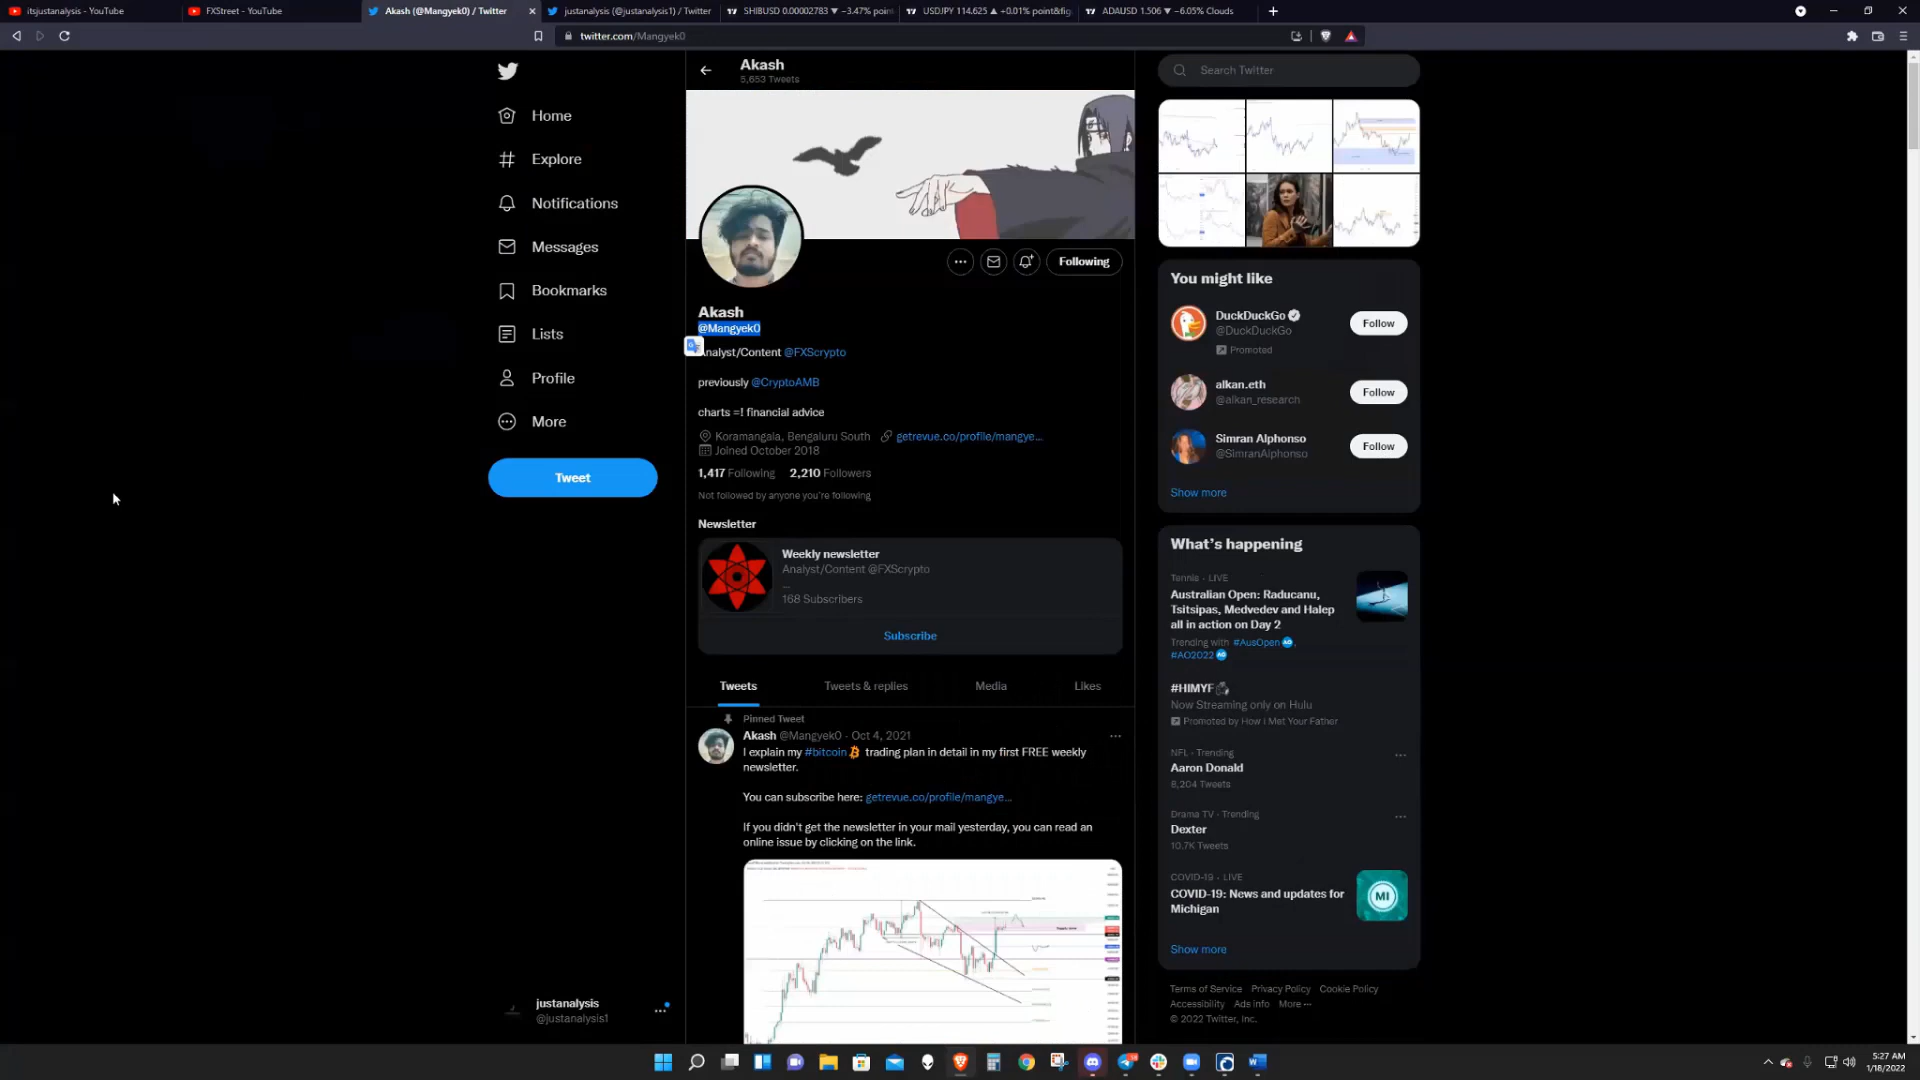 itsjustanalysis - YouTube
FXStreet - YouTube
Akash (@Mangyek0) / Twitter
justanalysis (@justanalysis1) / Twitter
SHIBUSD 0.00002783 ▼ −3.47% point
USDJPY 114.625 ▲ +0.01% point&fig
ADAUSD 1.506 ▼ −6.05% Clouds
twitter.com/Mangyek0
Home
Explore
Notifications
Messages
Bookmarks
Lists
Profile
More
Tweet
justanalysis
@justanalysis1
Akash
5,653 Tweets
Following
Akash
@Mangyek0
Analyst/Content @FXScrypto
previously @CryptoAMB
charts =! financial advice
Koramangala, Bengaluru South getrevue.co/profile/mangye...
Joined October 2018
1,417 Following 2,210 Followers
Not followed by anyone you're following
Newsletter
Weekly newsletter
Analyst/Content @FXScrypto
...
168 Subscribers
Subscribe
Tweets Tweets & replies Media Likes
Pinned Tweet
Akash @Mangyek0 · Oct 4, 2021
I explain my #bitcoin trading plan in detail in my first FREE weekly
newsletter.
You can subscribe here: getrevue.co/profile/mangye...
If you didn't get the newsletter in your mail yesterday, you can read an
online issue by clicking on the link.
Search Twitter
You might like
DuckDuckGo
@DuckDuckGo
Promoted
Follow
alkan.eth
@alkan_research
Follow
Simran Alphonso
@SimranAlphonso
Follow
Show more
What's happening
Tennis · LIVE
Australian Open: Raducanu,
Tsitsipas, Medvedev and Halep
all in action on Day 2
Trending with #AusOpen ,
#AO2022
#HIMYF
Now Streaming only on Hulu
Promoted by How I Met Your Father
NFL · Trending
Aaron Donald
8,204 Tweets
Drama TV · Trending
Dexter
10.7K Tweets
COVID-19 · LIVE
COVID-19: News and updates for
Michigan
MI
Show more
Terms of Service Privacy Policy Cookie Policy
Accessibility Ads info More ...
© 2022 Twitter, Inc.
5:27 AM
1/18/2022